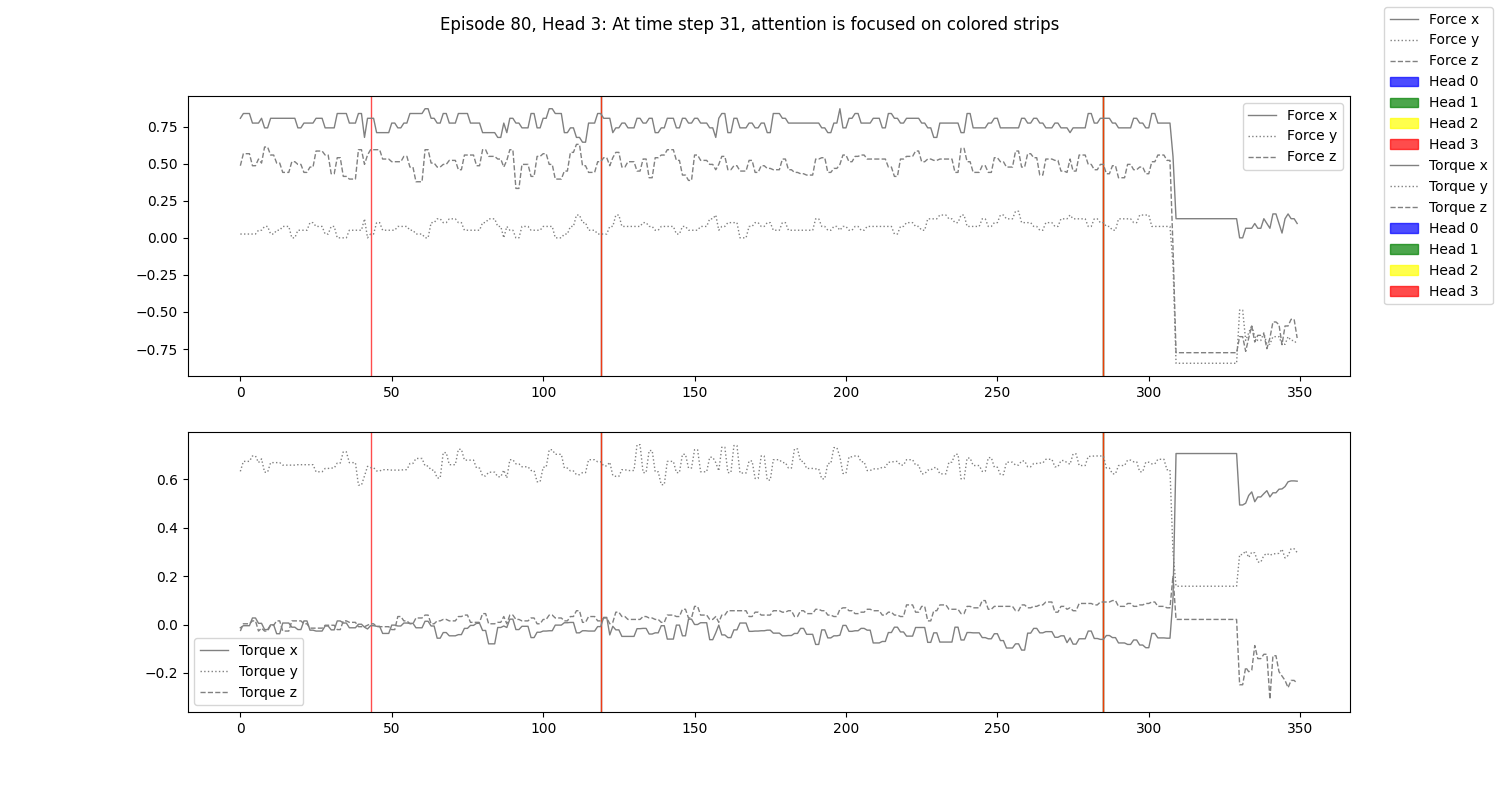 Episode 80, Head 3: At time step 31, attention is focused on colored strips
Force x
Force y
Force z
Head 0
Head 1
Head 2
Head 3
Torque x
Torque y
Torque z
Head 0
Head 1
Head 2
Head 3
Force x
Force y
Force z
0.75
0.50
0.25
0.00
−0.25
−0.50
−0.75
0 50 100 150 200 250 300 350
0.6
0.4
0.2
0.0
−0.2
Torque x
Torque y
Torque z
0 50 100 150 200 250 300 350